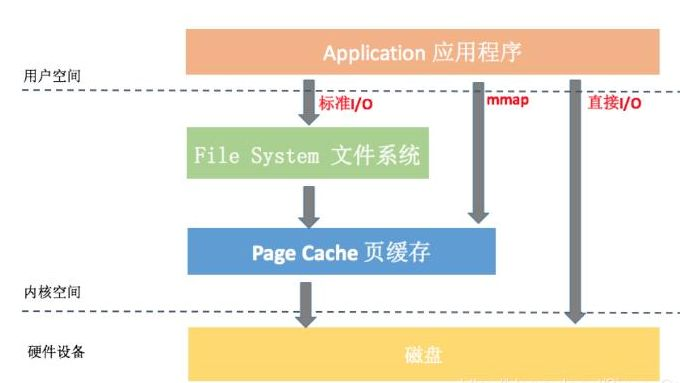 Application 应用程序
用户空间
标准I/O
mmap
直接I/O
File System 文件系统
Page Cache 页缓存
内核空间
硬件设备
磁盘